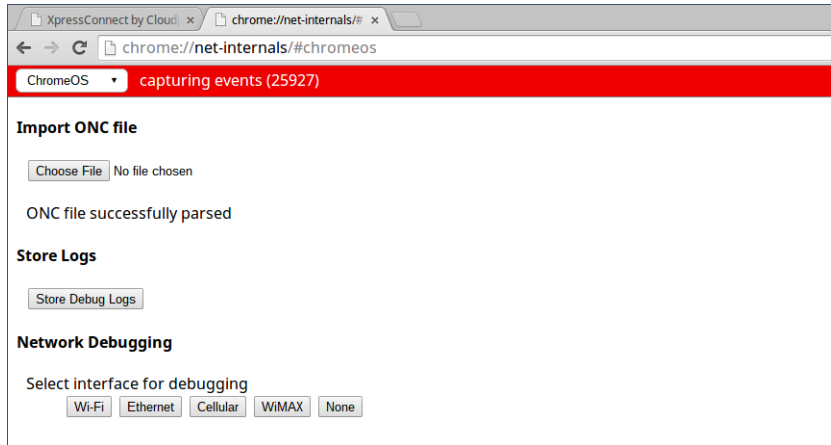 XpressConnect by Cloud
chrome://net-internals/#
chrome://net-internals/#chromeos
ChromeOS capturing events (25927)
Import ONC file
Choose File No file chosen
ONC file successfully parsed
Store Logs
Store Debug Logs
Network Debugging
Select interface for debugging
Wi-Fi Ethernet Cellular WiMAX None